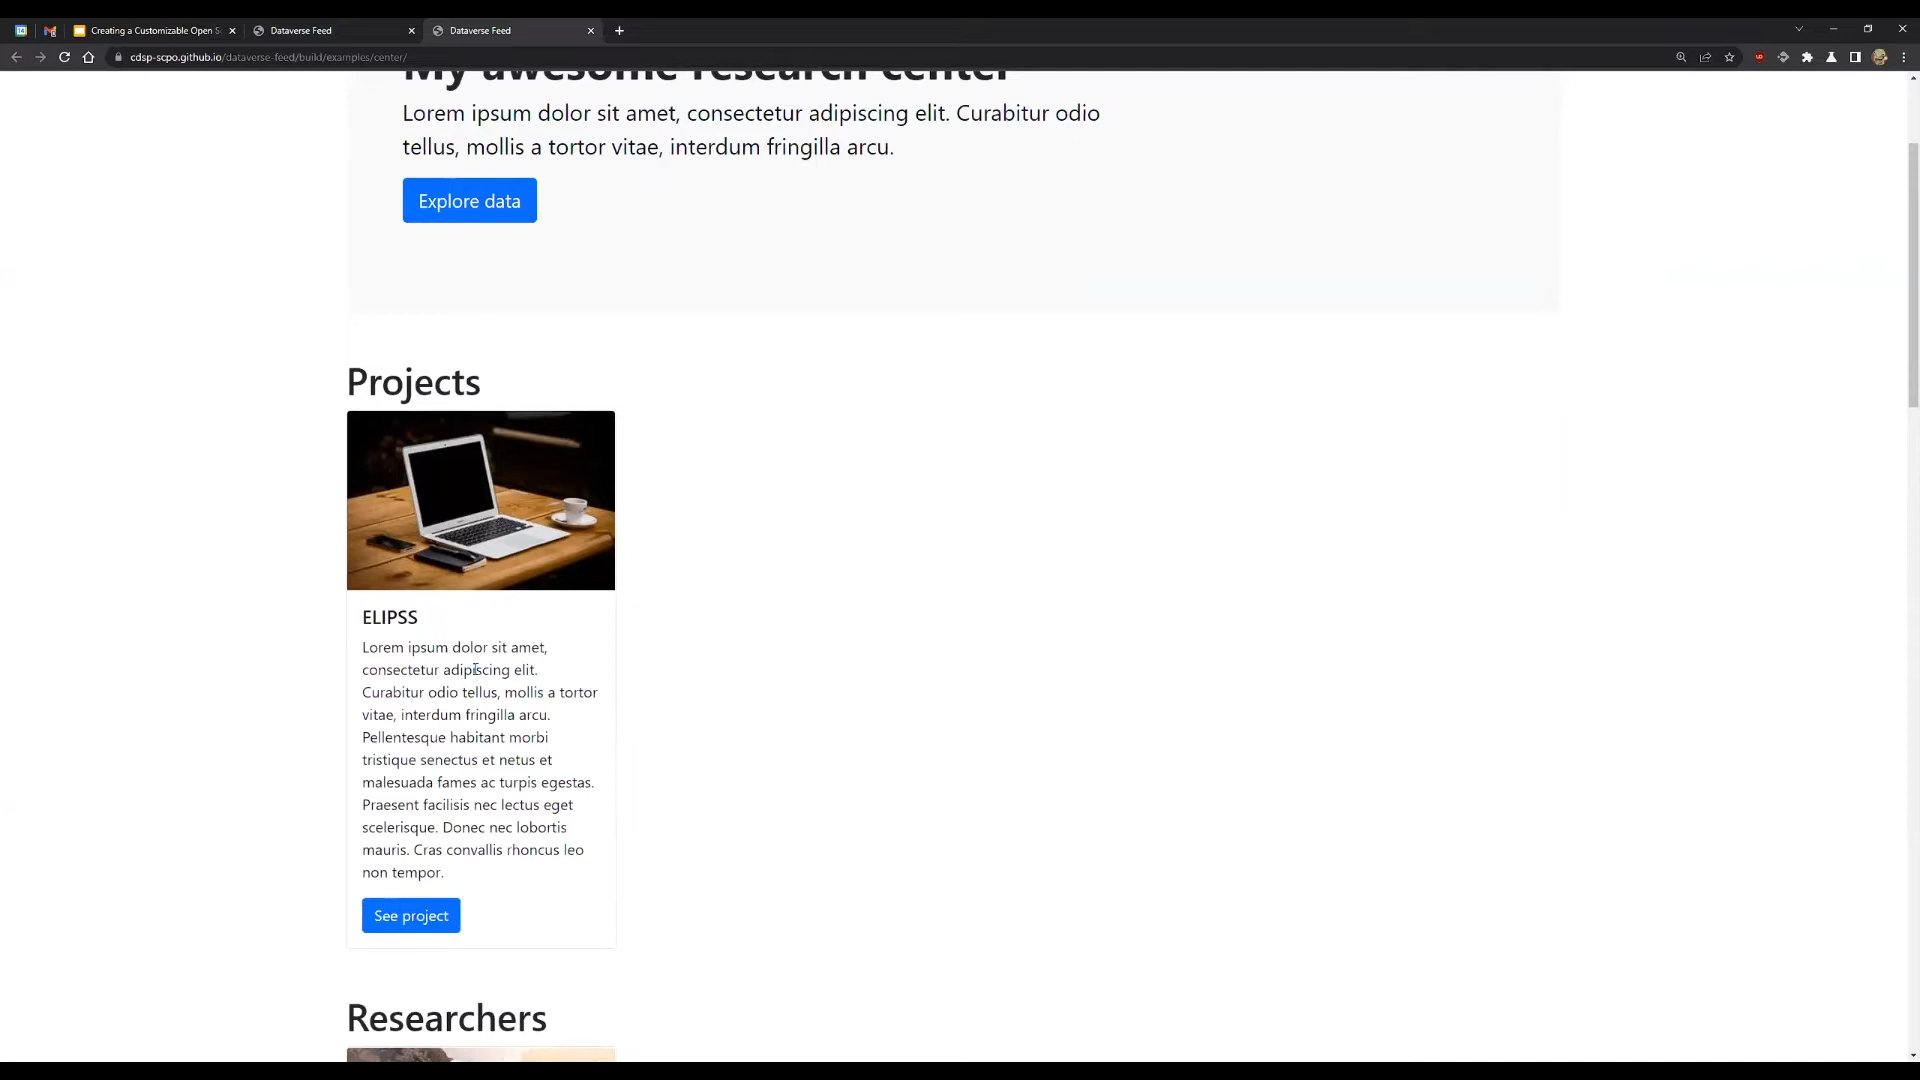 Creating a Customizable Open S
Dataverse Feed
Dataverse Feed
cdsp-scpo.github.io/dataverse-feed/build/examples/center/
My awesome research center
Lorem ipsum dolor sit amet, consectetur adipiscing elit. Curabitur odio
tellus, mollis a tortor vitae, interdum fringilla arcu.
Explore data
Projects
ELIPSS
Lorem ipsum dolor sit amet,
consectetur adipiscing elit.
Curabitur odio tellus, mollis a tortor
vitae, interdum fringilla arcu.
Pellentesque habitant morbi
tristique senectus et netus et
malesuada fames ac turpis egestas.
Praesent facilisis nec lectus eget
scelerisque. Donec nec lobortis
mauris. Cras convallis rhoncus leo
non tempor.
See project
Researchers